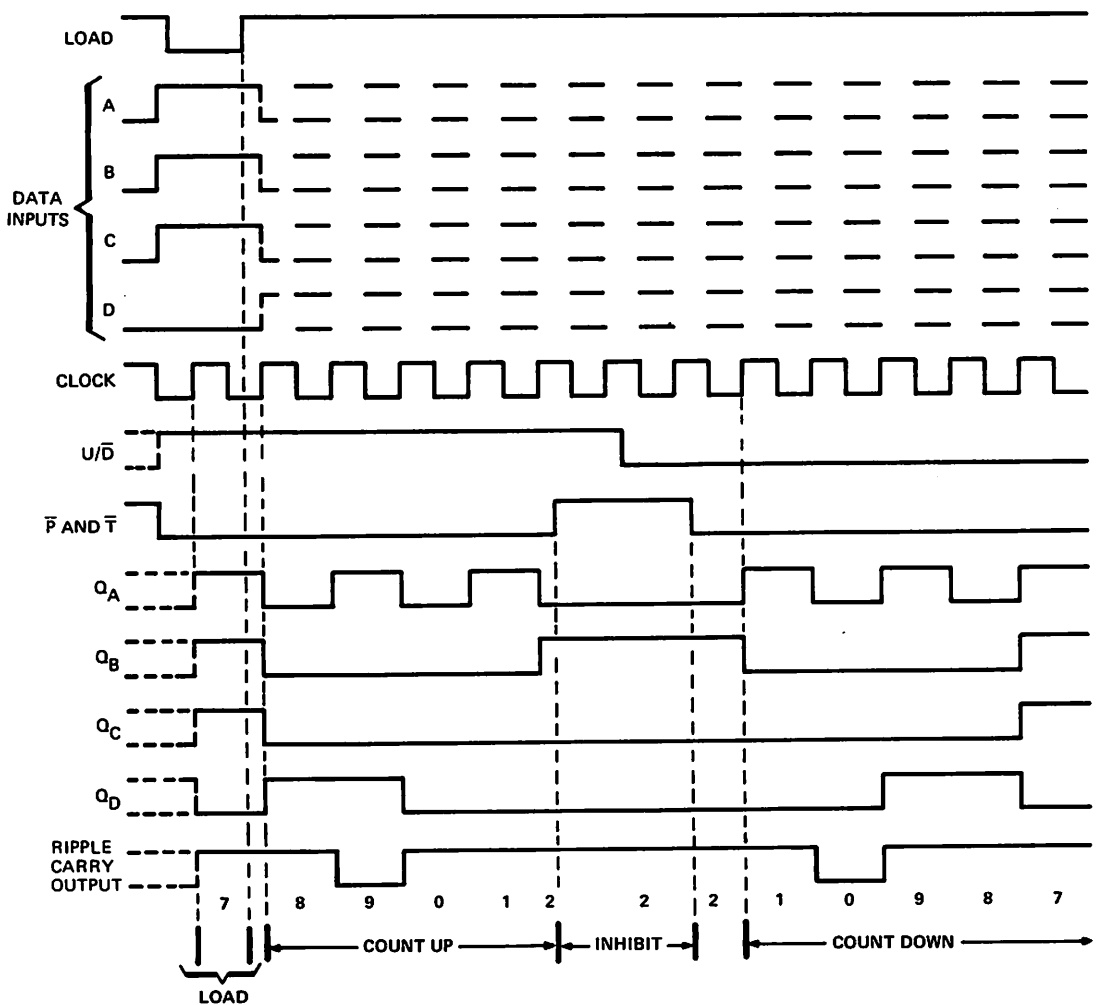 LOAD
A
B
DATA
INPUTS
C
D
CLOCK
U/D̅
P̅ AND T̅
QA
QB
QC
QD
RIPPLE
CARRY
OUTPUT
7 8 9 0 1 2 2 2 1 0 9 8 7
COUNT UP INHIBIT COUNT DOWN
LOAD